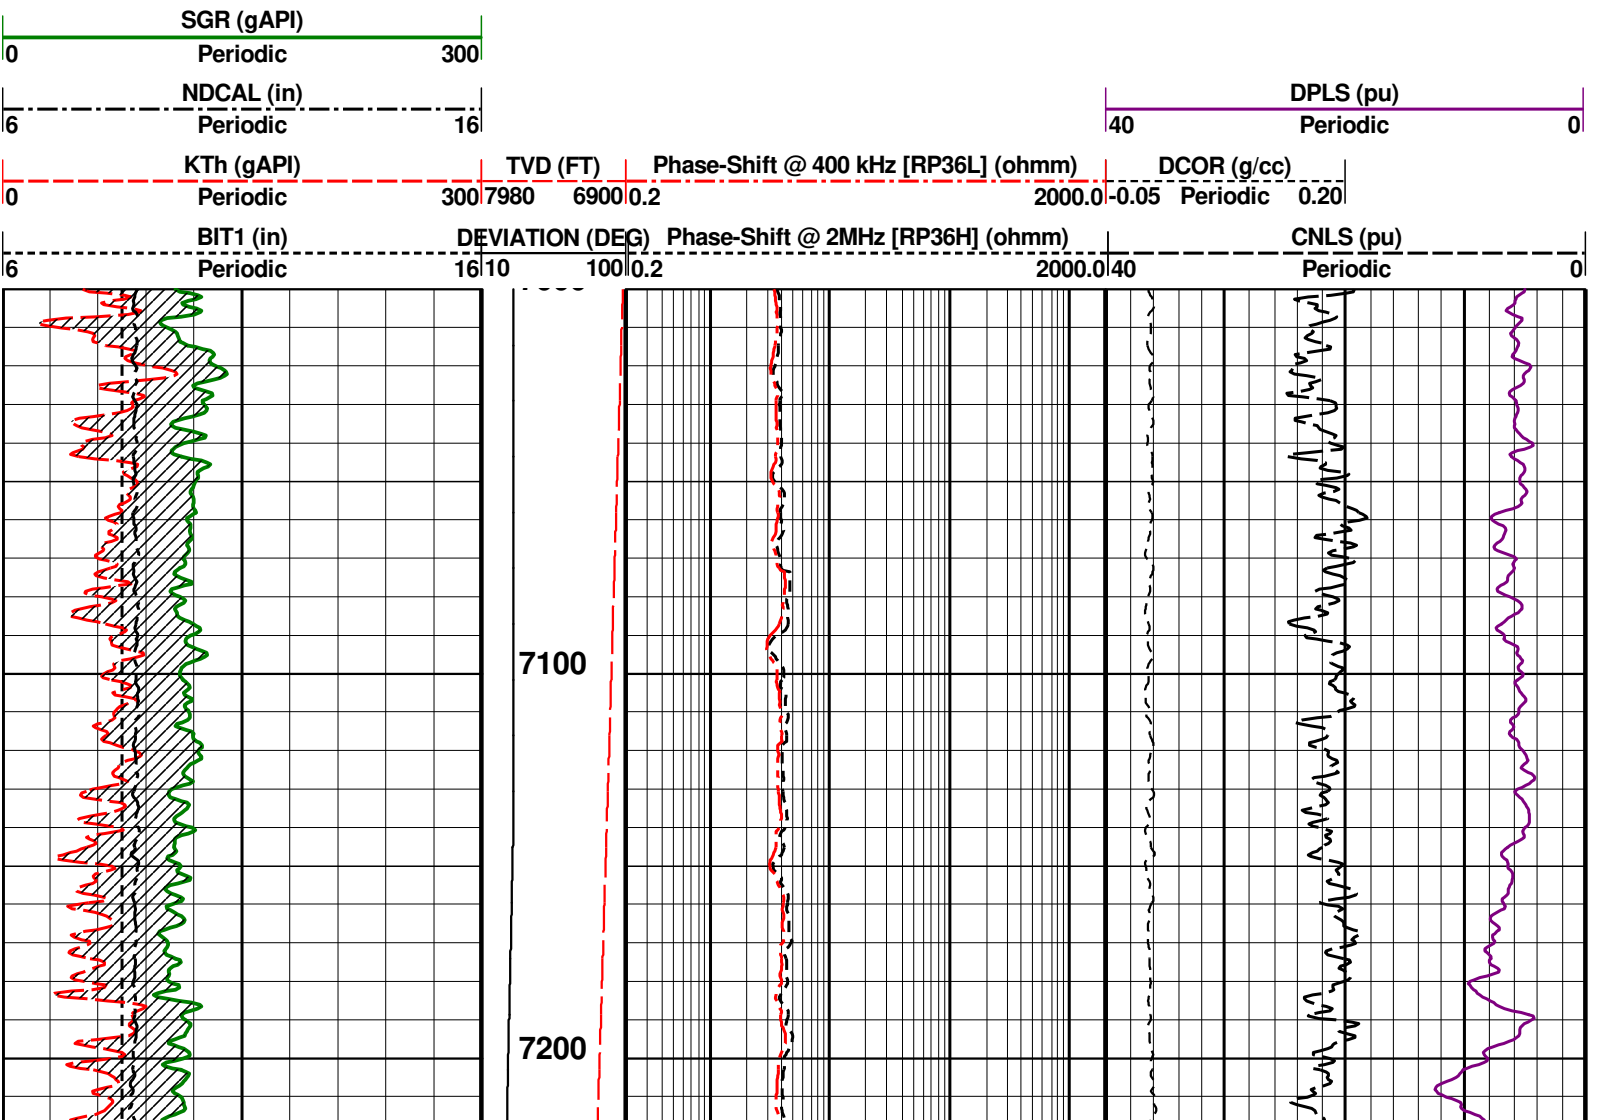 SGR (gAPI)
0 Periodic 300
NDCAL (in) DPLS (pu)
6 Periodic 16 40 Periodic 0
KTh (gAPI) TVD (FT) Phase-Shift @ 400 kHz [RP36L] (ohmm) DCOR (g/cc)
0 Periodic 300 7980 6900 0.2 2000.0 -0.05 Periodic 0.20
BIT1 (in) DEVIATION (DEG) Phase-Shift @ 2MHz [RP36H] (ohmm) CNLS (pu)
6 Periodic 16 10 100 0.2 2000.0 40 Periodic 0
7100
7200